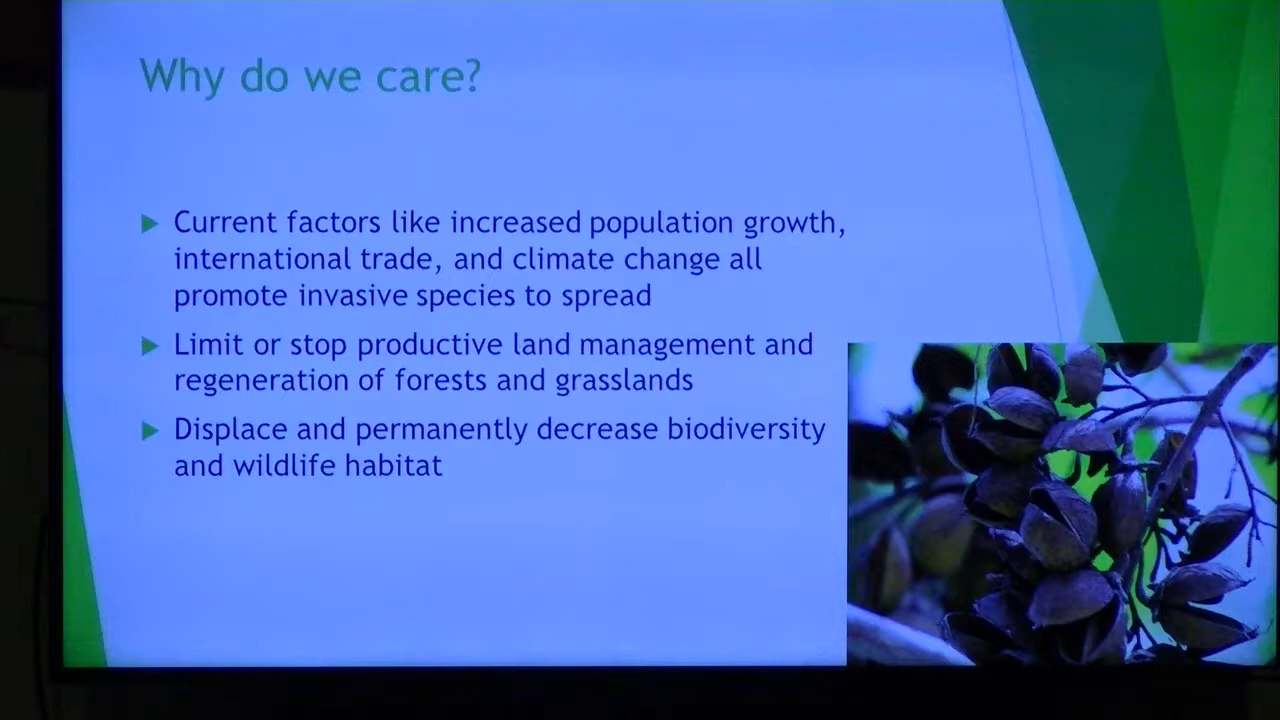 Why do we care?
Current factors like increased population growth,
international trade, and climate change all
promote invasive species to spread
Limit or stop productive land management and
regeneration of forests and grasslands
Displace and permanently decrease biodiversity
and wildlife habitat